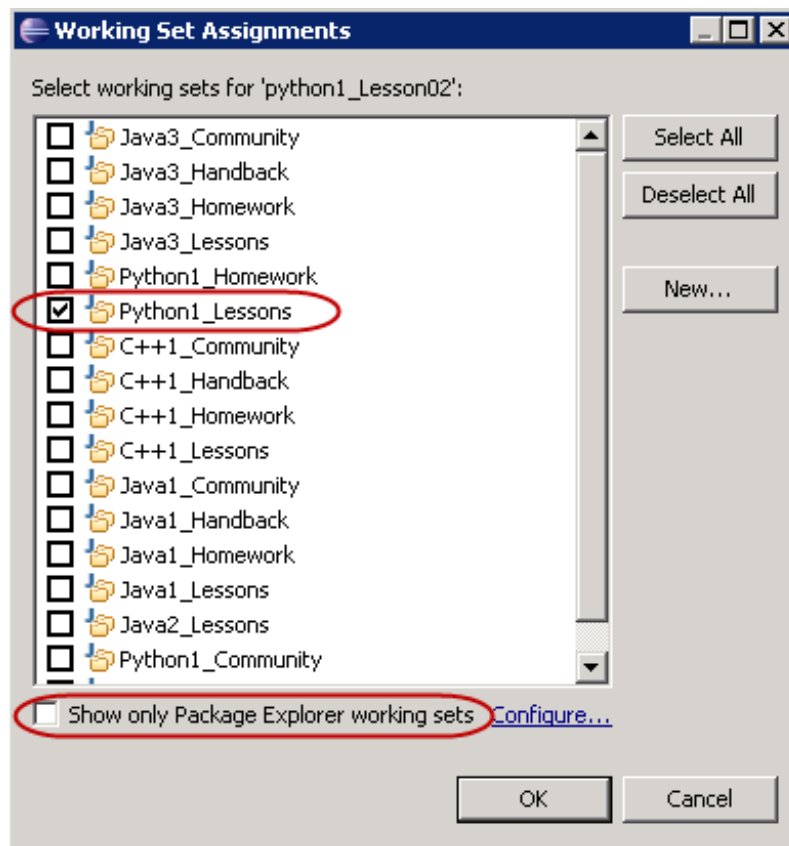 Working Set Assignments
Select working sets for 'python1_Lesson02':
Java3_Community
Java3_Handback
Java3_Homework
Java3_Lessons
Python1_Homework
Python1_Lessons
C++1_Community
C++1_Handback
C++1_Homework
C++1_Lessons
Java1_Community
Java1_Handback
Java1_Homework
Java1_Lessons
Java2_Lessons
Python1_Community
Select All
Deselect All
New...
Show only Package Explorer working sets Configure...
OK Cancel